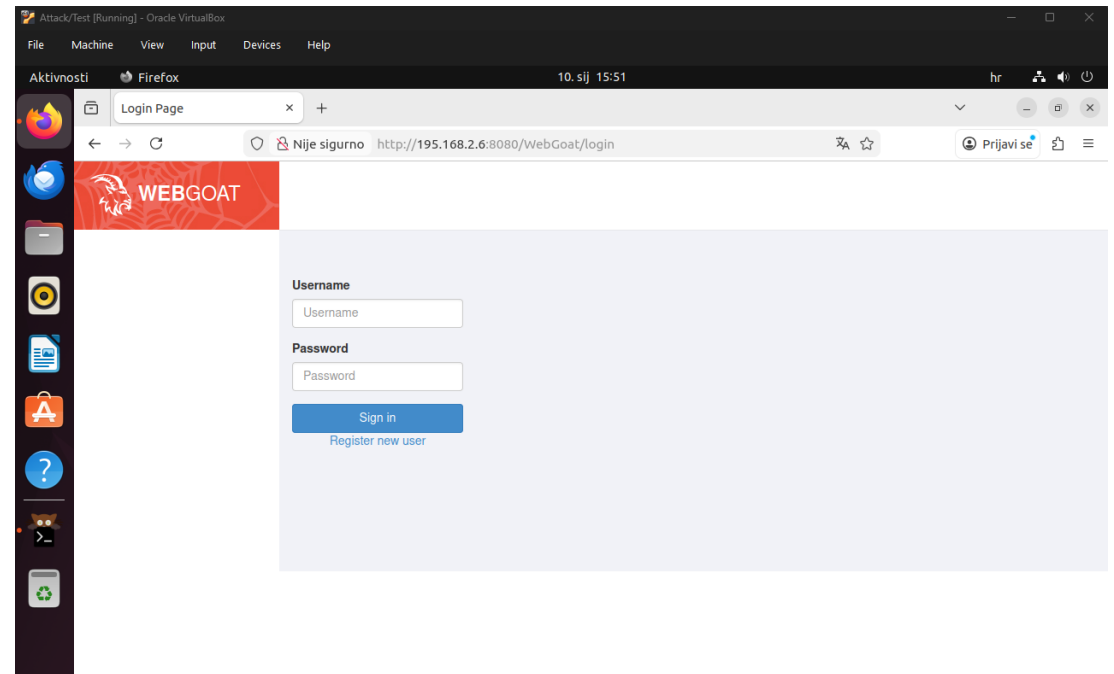 Attack/Test [Running] - Oracle VirtualBox
File Machine View Input Devices Help
Aktivnosti Firefox 10. sij 15:51 hr
Login Page
Nije sigurno http://195.168.2.6:8080/WebGoat/login Prijavi se
WEBGOAT
Username
Username
Password
Password
Sign in
Register new user